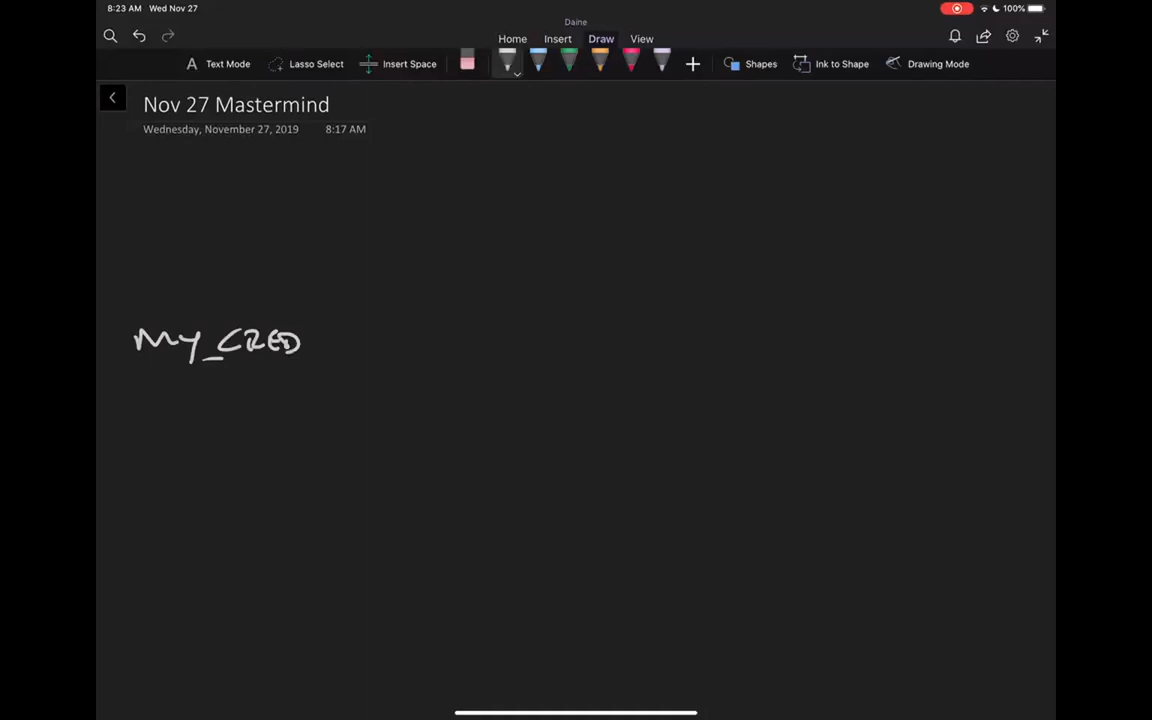 8:23 AM Wed Nov 27
100%
Daine
Home Insert Draw View
Text Mode Lasso Select Insert Space Shapes Ink to Shape Drawing Mode
Nov 27 Mastermind
Wednesday, November 27, 2019 8:17 AM
MY_CRED